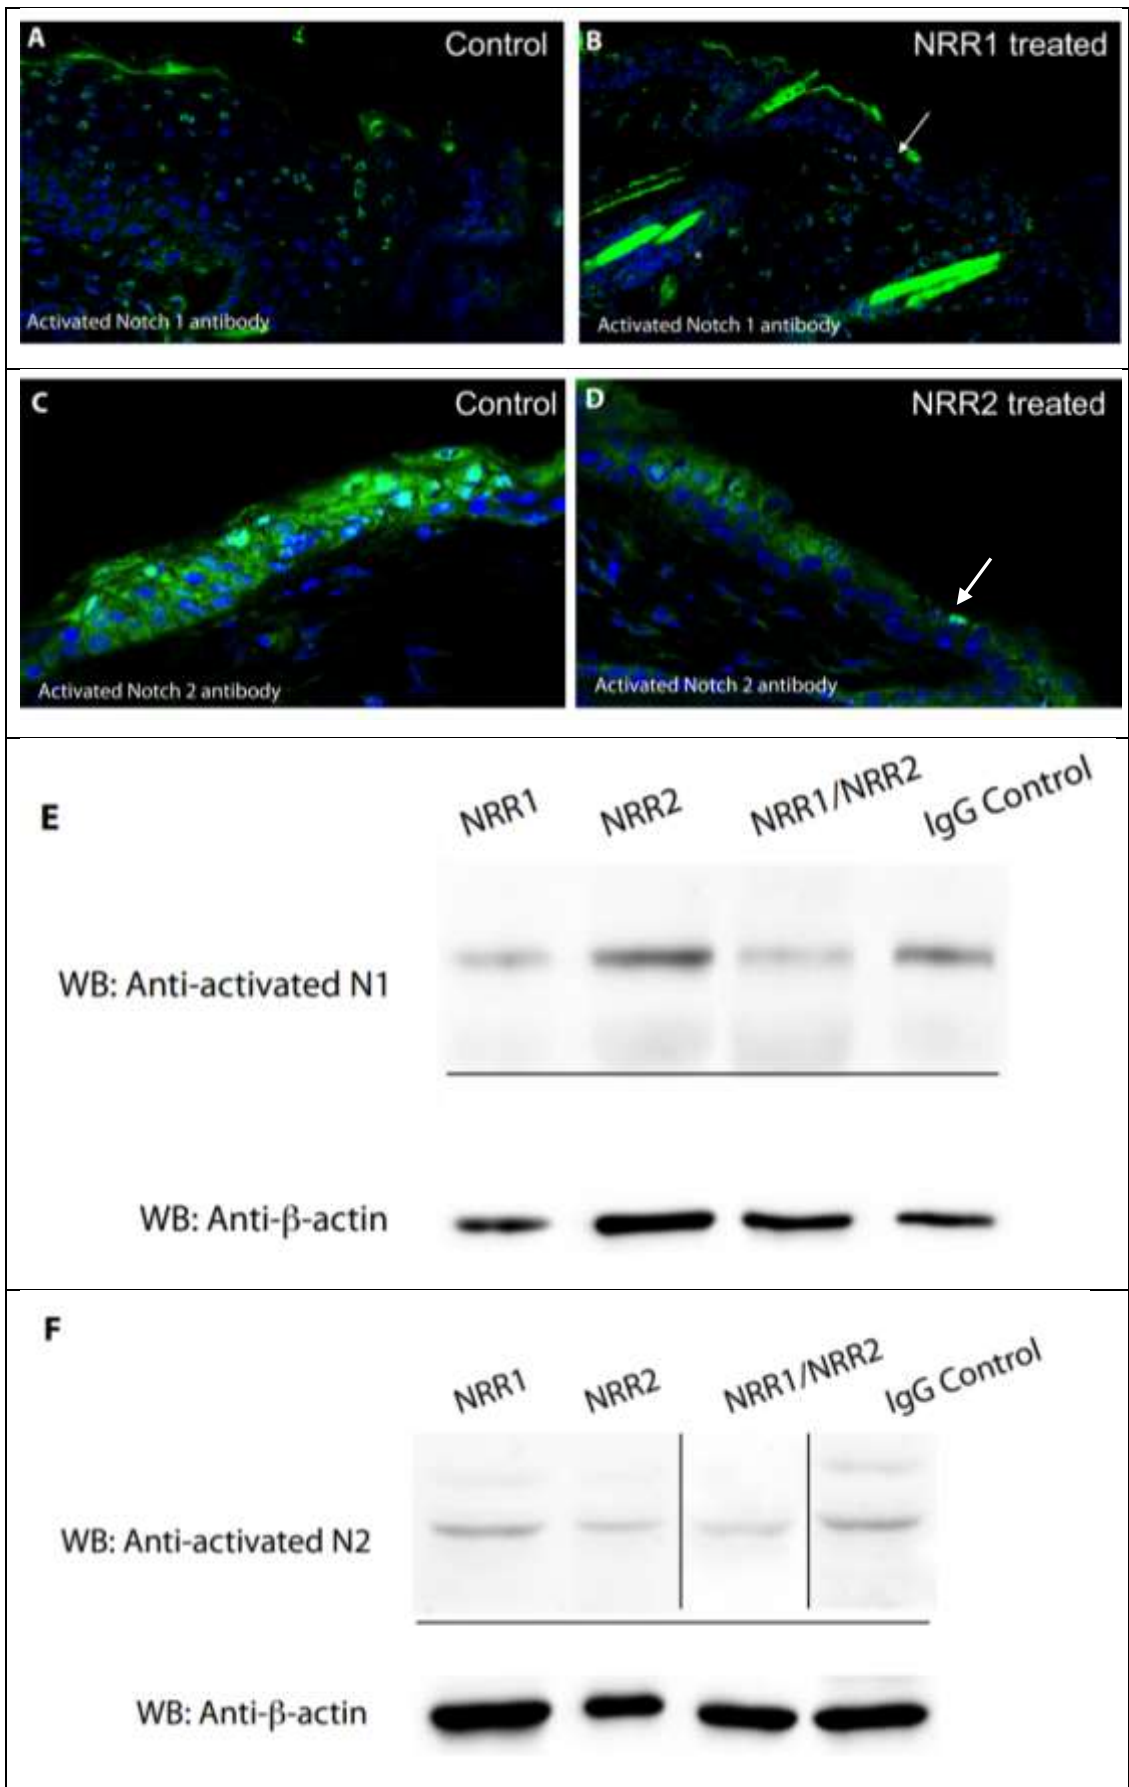 A
Control
Activated Notch 1 antibody
B
NRR1 treated
Activated Notch 1 antibody
C
Control
Activated Notch 2 antibody
D
NRR2 treated
Activated Notch 2 antibody
E
NRR1
NRR2
NRR1/NRR2
IgG Control
WB: Anti-activated N1
WB: Anti-β-actin
F
NRR1
NRR2
NRR1/NRR2
IgG Control
WB: Anti-activated N2
WB: Anti-β-actin